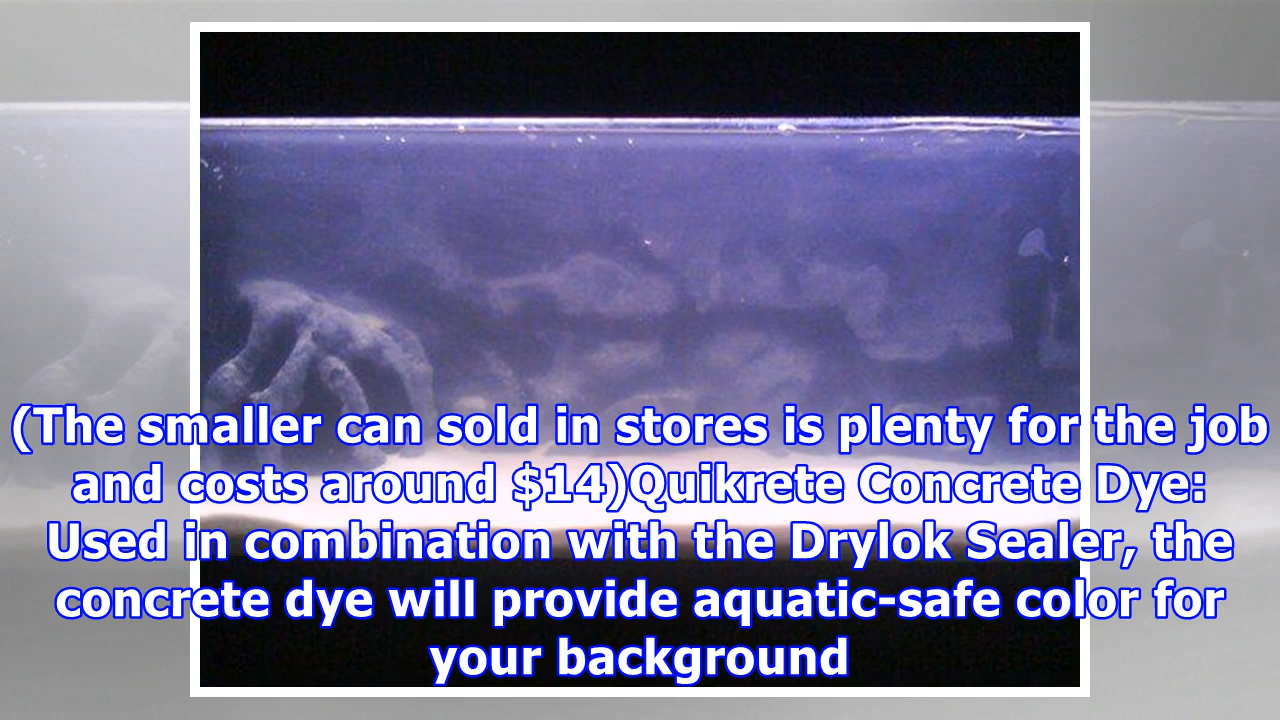 (The smaller can sold in stores is plenty for the job
and costs around $14)Quikrete Concrete Dye:
Used in combination with the Drylok Sealer, the
concrete dye will provide aquatic-safe color for
your background